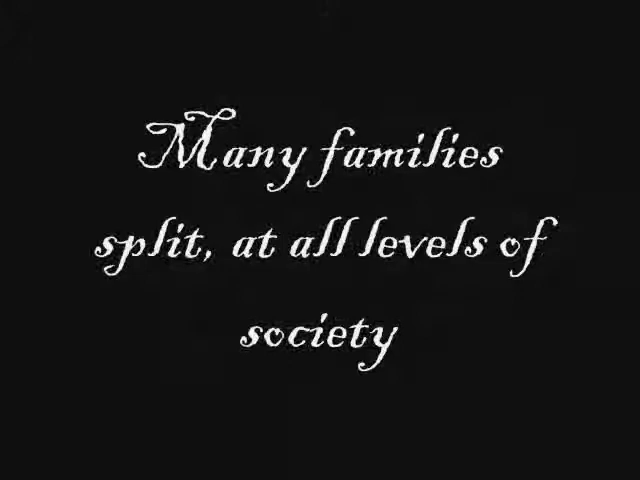 Many families
split, at all levels of
society